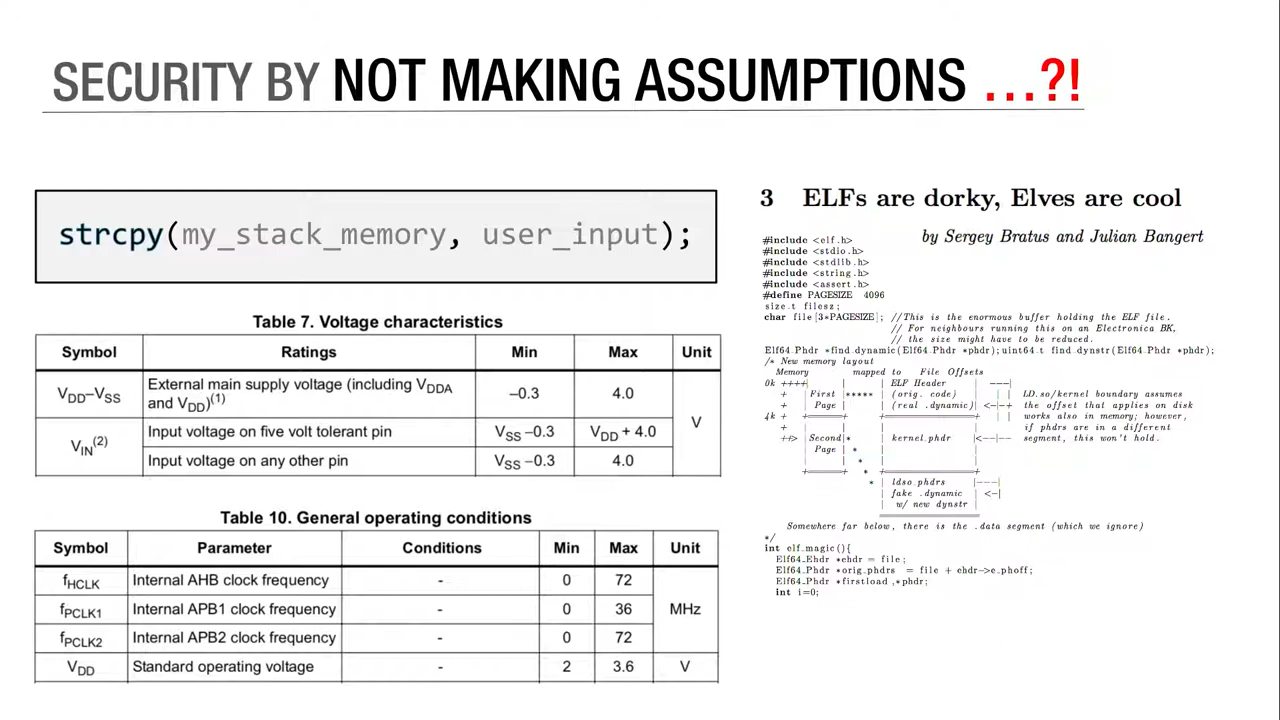 SECURITY BY NOT MAKING ASSUMPTIONS ...?!
strcpy(my_stack_memory, user_input);
Table 7. Voltage characteristics
Symbol Ratings Min Max Unit
VDD–VSS External main supply voltage (including VDDA and VDD)(1) –0.3 4.0 V
VIN(2) Input voltage on five volt tolerant pin VSS –0.3 VDD + 4.0
Input voltage on any other pin VSS –0.3 4.0
Table 10. General operating conditions
Symbol Parameter Conditions Min Max Unit
fHCLK Internal AHB clock frequency - 0 72 MHz
fPCLK1 Internal APB1 clock frequency - 0 36
fPCLK2 Internal APB2 clock frequency - 0 72
VDD Standard operating voltage - 2 3.6 V
3 ELFs are dorky, Elves are cool
by Sergey Bratus and Julian Bangert
#include <elf.h>
#include <stdio.h>
#include <stdlib.h>
#include <string.h>
#include <assert.h>
#define PAGESIZE 4096
size_t filesz;
char file[3*PAGESIZE]; //This is the enormous buffer holding the ELF file.
// For neighbours running this on an Electronica BK,
// the size might have to be reduced.
Elf64_Phdr *find_dynamic(Elf64_Phdr *phdr);uint64_t find_dynstr(Elf64_Phdr *phdr);
/* New memory layout
Memory mapped to File Offsets
0k ++++| | | ELF Header ---|
+ | First |*****| (orig. code) | | LD.so/kernel boundary assumes
+ | Page | | (real .dynamic)| <-|-+ the offset that applies on disk
4k + +=====+ +================+ | | works also in memory; however,
+ | | | | if phdrs are in a different
++> | Second|* | kernel_phdr |<--|-- segment, this won't hold.
| Page | * | |
| | * | |
+=====+ * +================+
* | ldso_phdrs |---|
| fake .dynamic | <-|
| w/ new dynstr |
==================
Somewhere far below, there is the .data segment (which we ignore)
*/
int elf_magic(){
Elf64_Ehdr *ehdr = file;
Elf64_Phdr *orig_phdrs = file + ehdr->e_phoff;
Elf64_Phdr *firstload,*phdr;
int i=0;